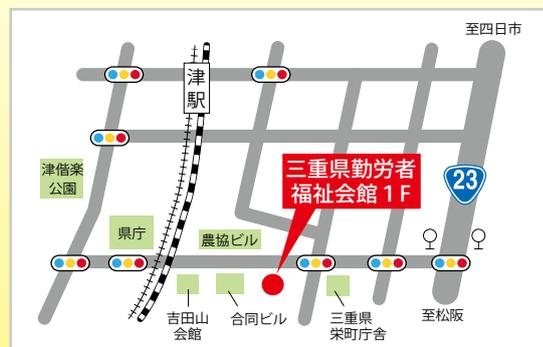 至四日市
津
駅
津偕楽
公園
三重県勤労者
福祉会館1F
23
県庁
農協ビル
吉田山
会館
合同ビル
三重県
栄町庁舎
至松阪